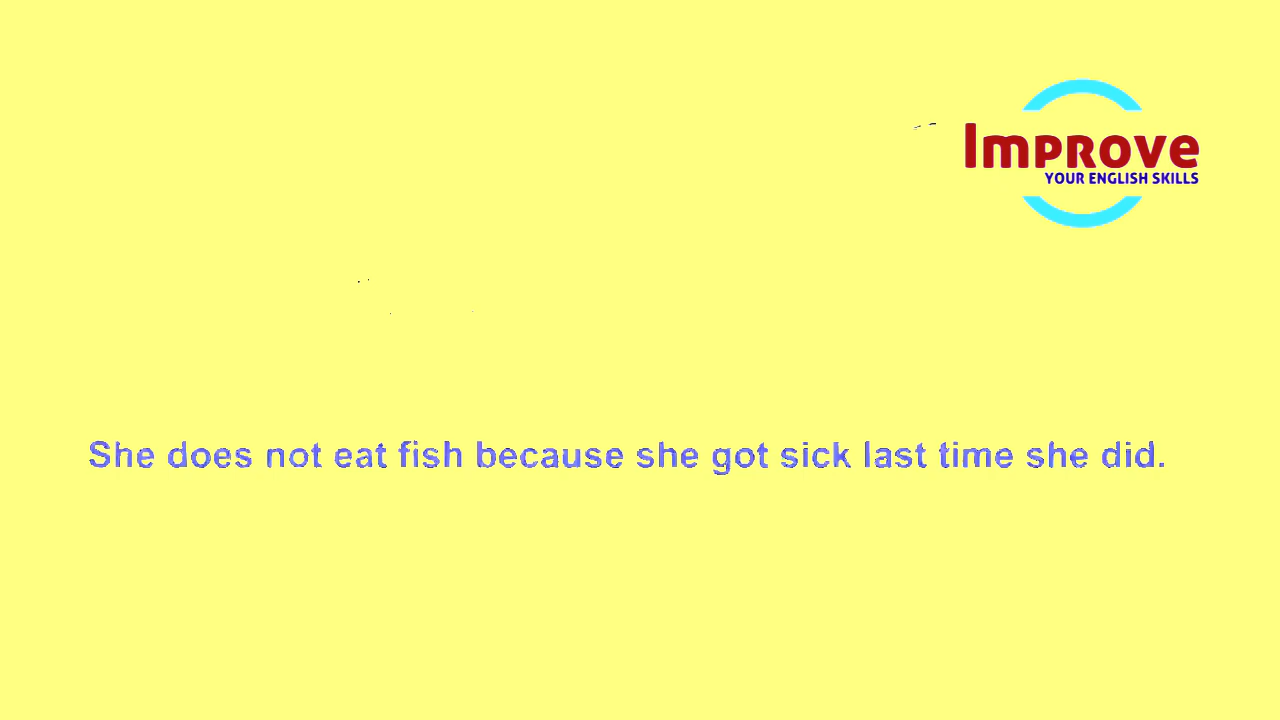 Improve
YOUR ENGLISH SKILLS
She does not eat fish because she got sick last time she did.